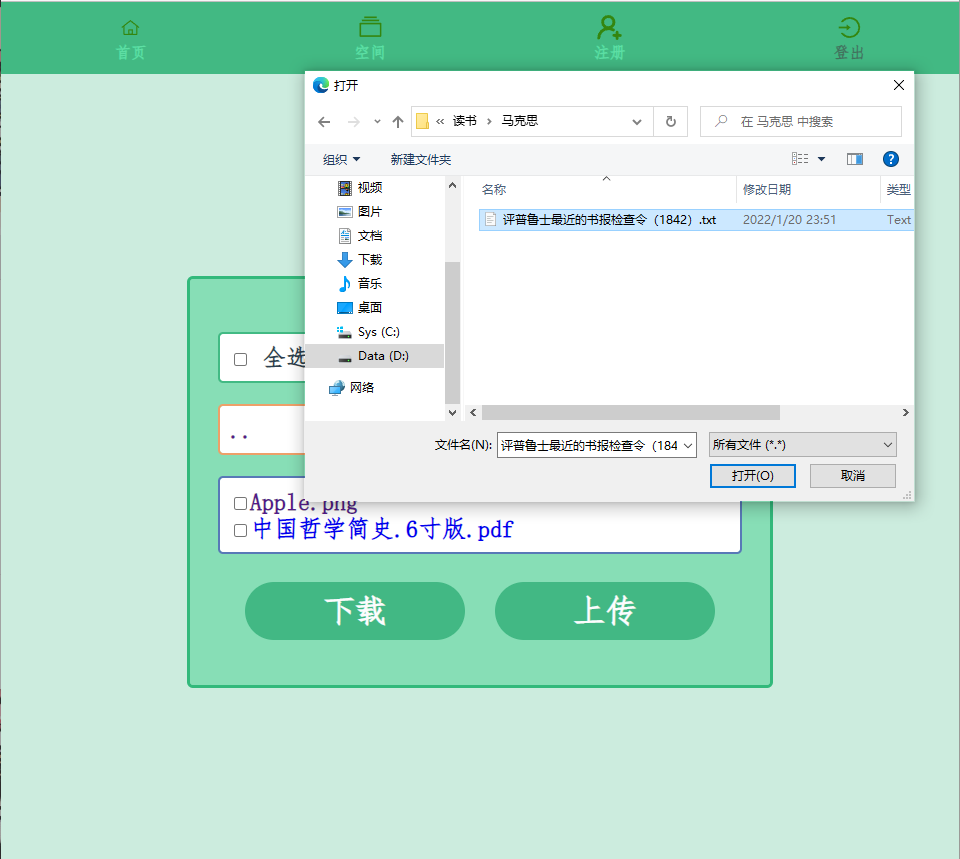 首页 空间 注册 登出
打开
« 读书 › 马克思 在 马克思 中搜索
组织 新建文件夹
名称 修改日期 类型
视频
图片
文档
下载
音乐
桌面
Sys (C:)
Data (D:)
网络
评普鲁士最近的书报检查令（1842）.txt 2022/1/20 23:51 Text
文件名(N): 评普鲁士最近的书报检查令（184 所有文件 (*.*)
打开(O) 取消
全选
..
Apple.png
中国哲学简史.6寸版.pdf
下载 上传